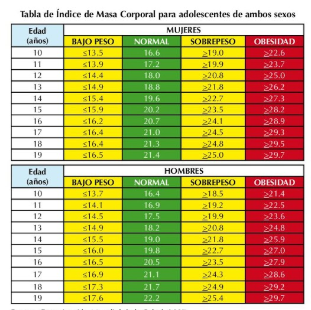 Tabla de Índice de Masa Corporal para adolescentes de ambos sexos
Edad (años) MUJERES
BAJO PESO NORMAL SOBREPESO OBESIDAD
10 ≤13.5 16.6 ≥19.0 ≥22.6
11 ≤13.9 17.2 ≥19.9 ≥23.7
12 ≤14.4 18.0 ≥20.8 ≥25.0
13 ≤14.9 18.8 ≥21.8 ≥26.2
14 ≤15.4 19.6 ≥22.7 ≥27.3
15 ≤15.9 20.2 ≥23.5 ≥28.2
16 ≤16.2 20.7 ≥24.1 ≥28.9
17 ≤16.4 21.0 ≥24.5 ≥29.3
18 ≤16.4 21.3 ≥24.8 ≥29.5
19 ≤16.5 21.4 ≥25.0 ≥29.7
Edad (años) HOMBRES
BAJO PESO NORMAL SOBREPESO OBESIDAD
10 ≤13.7 16.4 ≥18.5 ≥21.4
11 ≤14.1 16.9 ≥19.2 ≥22.5
12 ≤14.5 17.5 ≥19.9 ≥23.6
13 ≤14.9 18.2 ≥20.8 ≥24.8
14 ≤15.5 19.0 ≥21.8 ≥25.9
15 ≤16.0 19.8 ≥22.7 ≥27.0
16 ≤16.5 20.5 ≥23.5 ≥27.9
17 ≤16.9 21.1 ≥24.3 ≥28.6
18 ≤17.3 21.7 ≥24.9 ≥29.2
19 ≤17.6 22.2 ≥25.4 ≥29.7